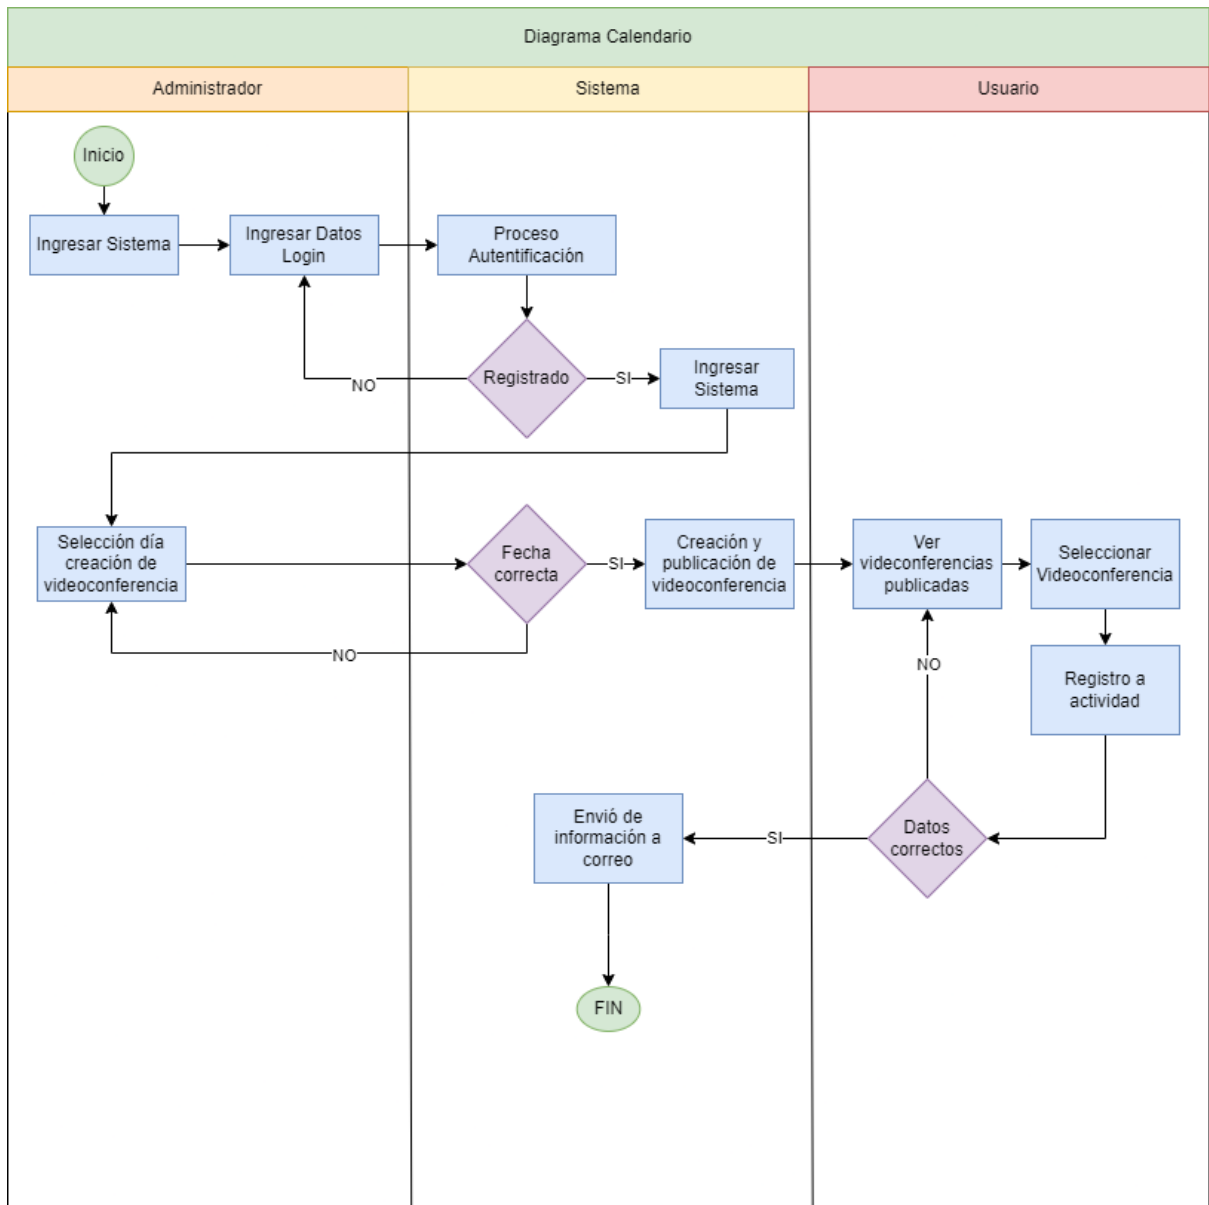 Diagrama Calendario
Administrador
Sistema
Usuario
Inicio
Ingresar Sistema
Ingresar Datos
Login
Proceso
Autentificación
Registrado
NO
SI
Ingresar
Sistema
Selección día
creación de
videoconferencia
Fecha
correcta
SI
NO
Creación y
publicación de
videoconferencia
Ver
videconferencias
publicadas
Seleccionar
Videoconferencia
Registro a
actividad
NO
Datos
correctos
SI
Envió de
información a
correo
FIN